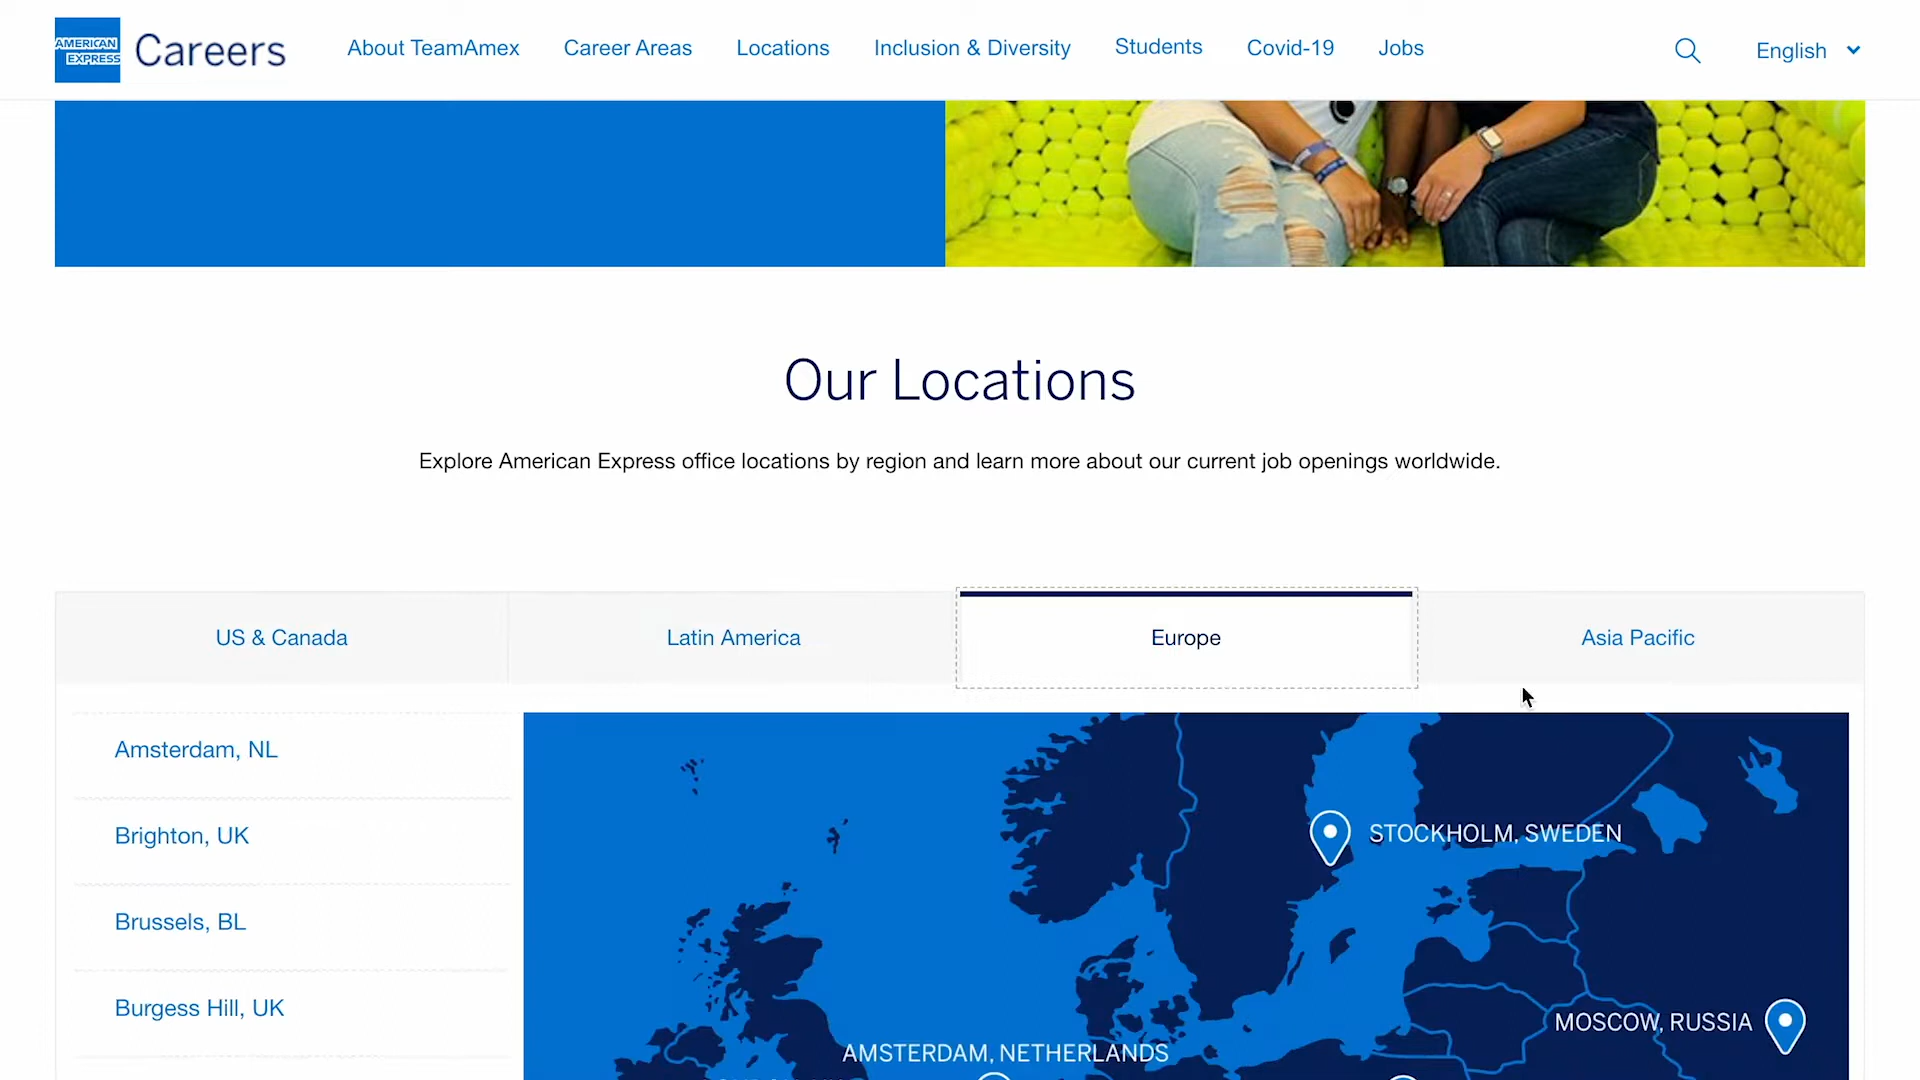 AMERICAN
EXPRESS
Careers
About TeamAmex
Career Areas
Locations
Inclusion & Diversity
Students
Covid-19
Jobs
English
Our Locations
Explore American Express office locations by region and learn more about our current job openings worldwide.
US & Canada
Latin America
Europe
Asia Pacific
Amsterdam, NL
Brighton, UK
Brussels, BL
Burgess Hill, UK
STOCKHOLM, SWEDEN
MOSCOW, RUSSIA
AMSTERDAM, NETHERLANDS